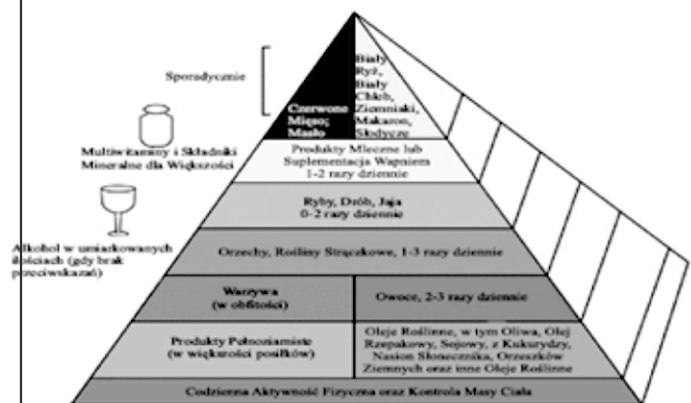 Sporadycznie
Czerwone
Mięso;
Masło
Biały
Ryż,
Biały
Chleb,
Ziemniaki,
Makaron,
Słodycze
Multiwitaminy i Składniki
Mineralne dla Większości
Produkty Mleczne lub
Suplementacja Wapniem
1-2 razy dziennie
Ryby, Drób, Jaja
0-2 razy dziennie
Alkohol w umiarkowanych
ilościach (gdy brak
przeciwskazań)
Orzechy, Rośliny Strączkowe, 1-3 razy dziennie
Warzywa
(w obfitości)
Owoce, 2-3 razy dziennie
Produkty Pełnoziarniste
(w większości posiłków)
Oleje Roślinne, w tym Oliwa, Olej
Rzepakowy, Sojowy, z Kukurydzy,
Nasion Słonecznika, Orzeszków
Ziemnych oraz inne Oleje Roślinne
Codzienna Aktywność Fizyczna oraz Kontrola Masy Ciała